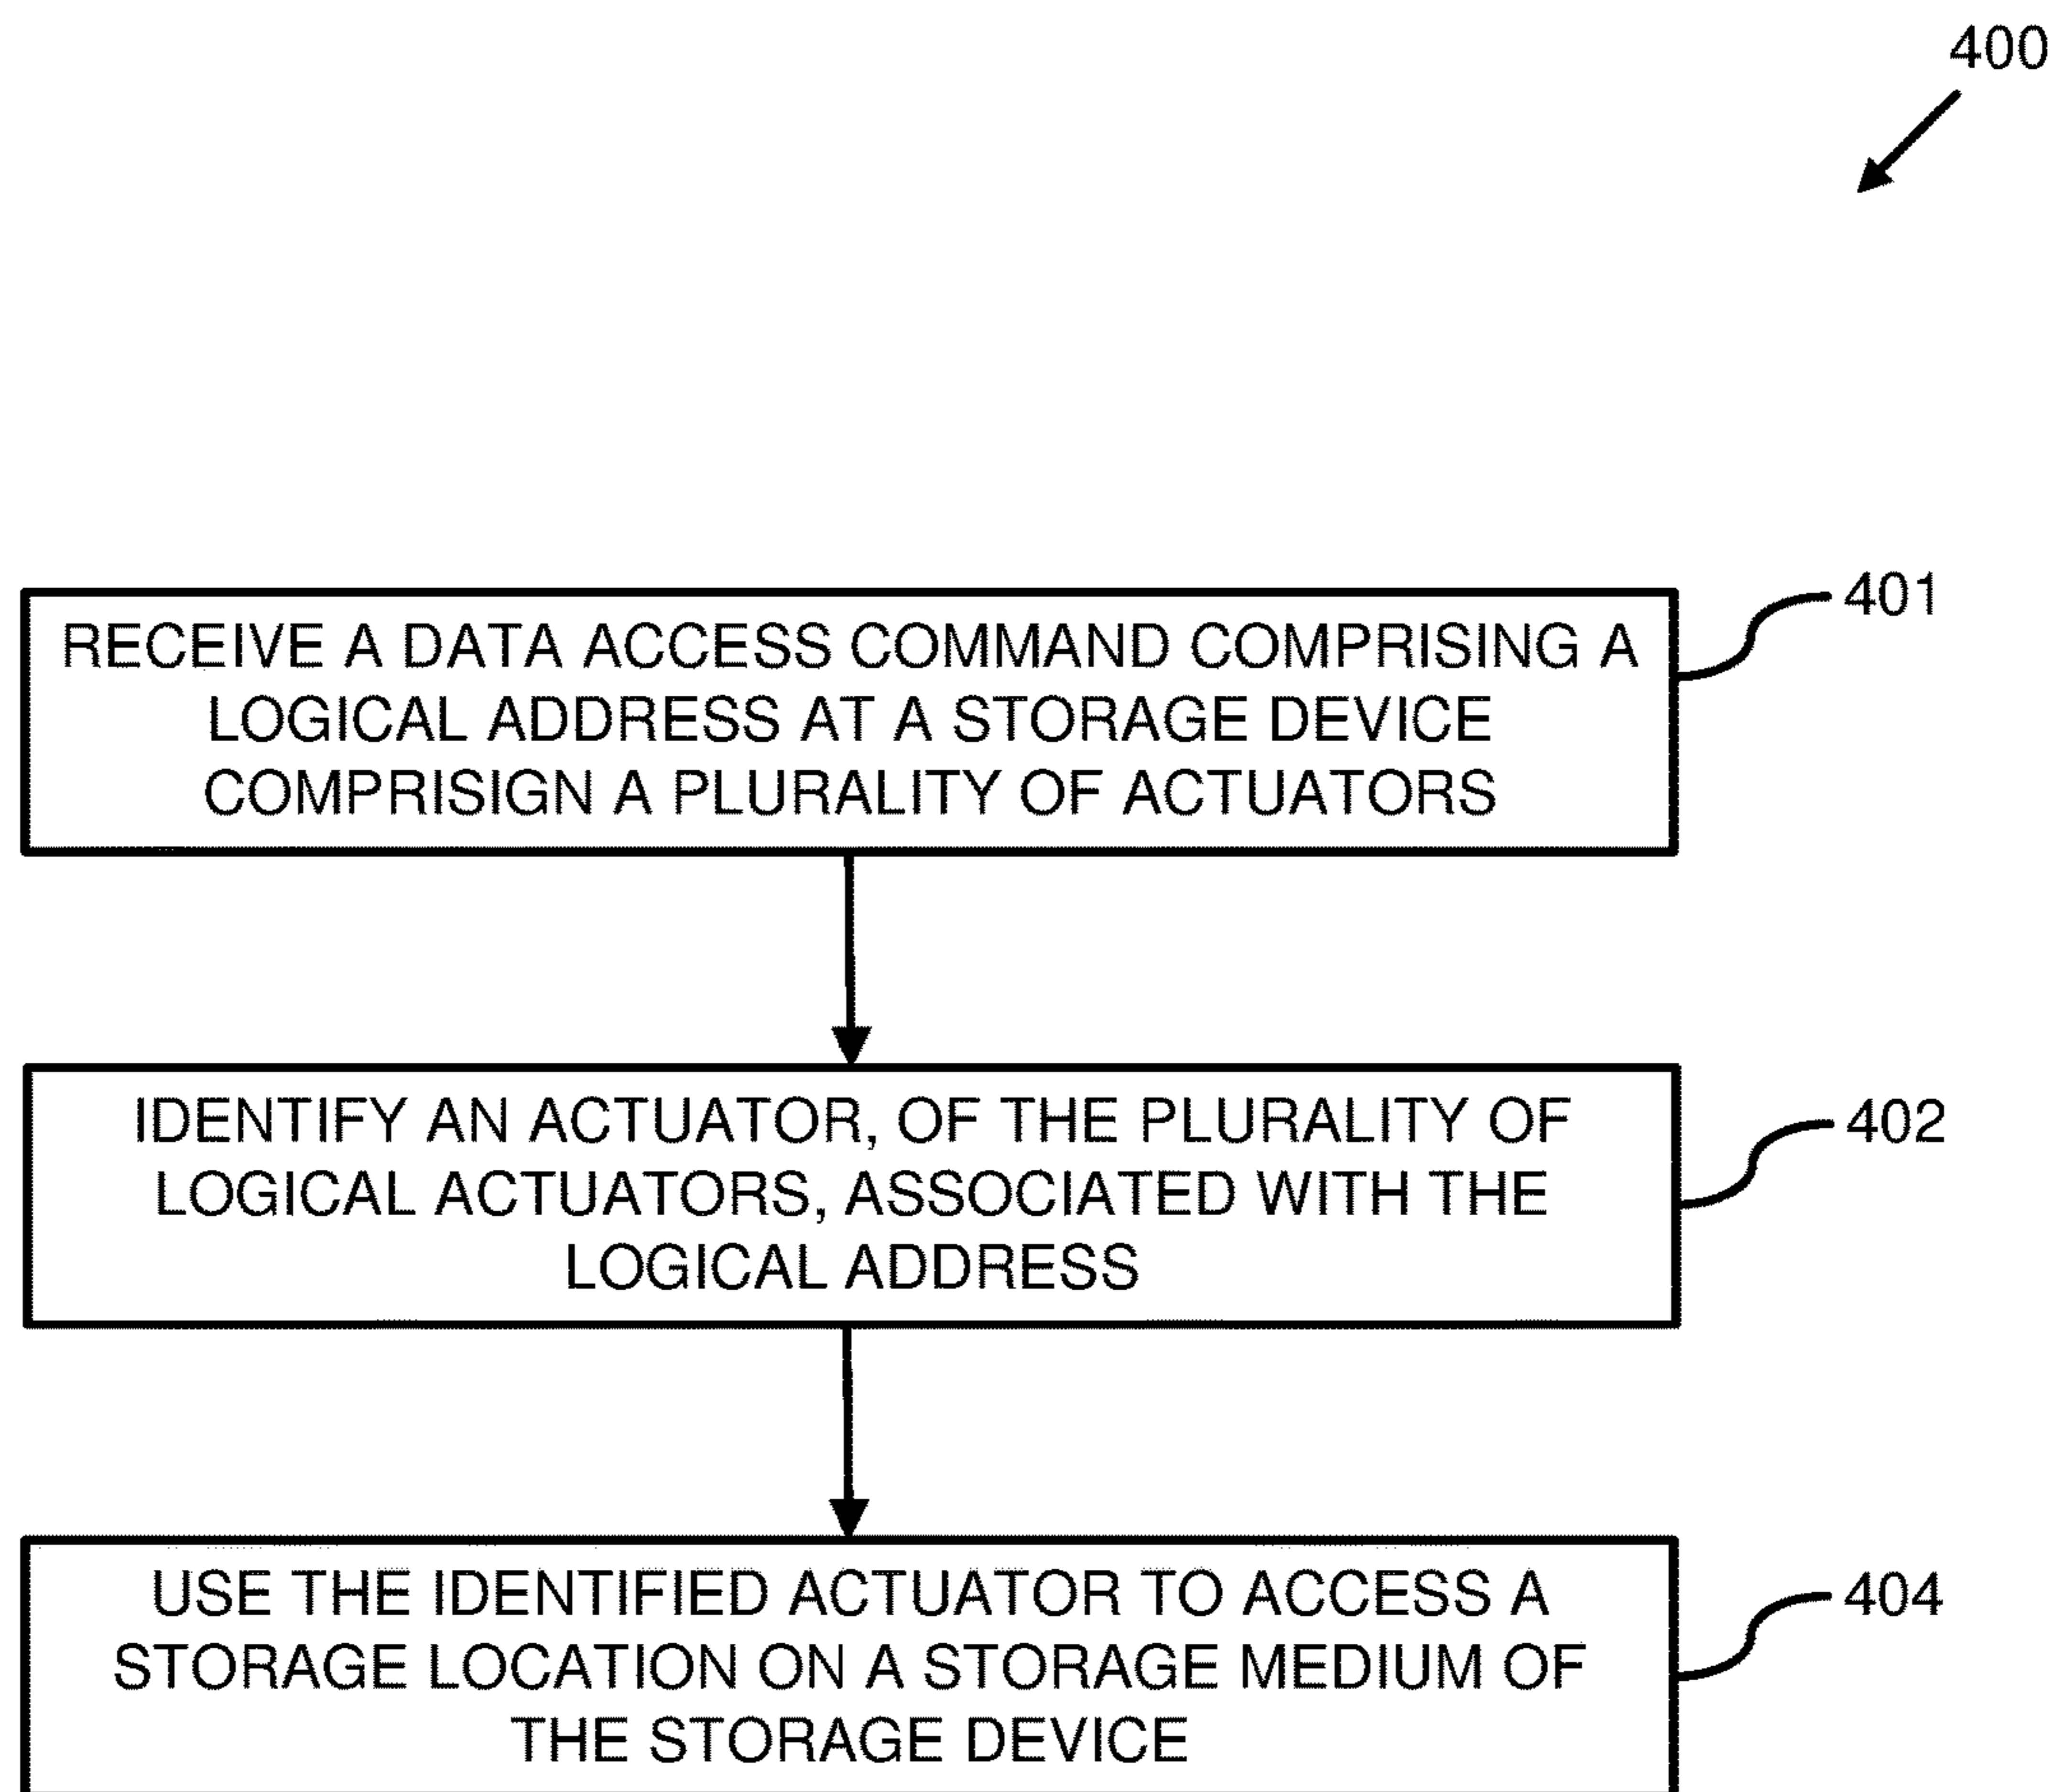 400
RECEIVE A DATA ACCESS COMMAND COMPRISING A
LOGICAL ADDRESS AT A STORAGE DEVICE
COMPRISIGN A PLURALITY OF ACTUATORS
401
IDENTIFY AN ACTUATOR, OF THE PLURALITY OF
LOGICAL ACTUATORS, ASSOCIATED WITH THE
LOGICAL ADDRESS
402
USE THE IDENTIFIED ACTUATOR TO ACCESS A
STORAGE LOCATION ON A STORAGE MEDIUM OF
THE STORAGE DEVICE
404